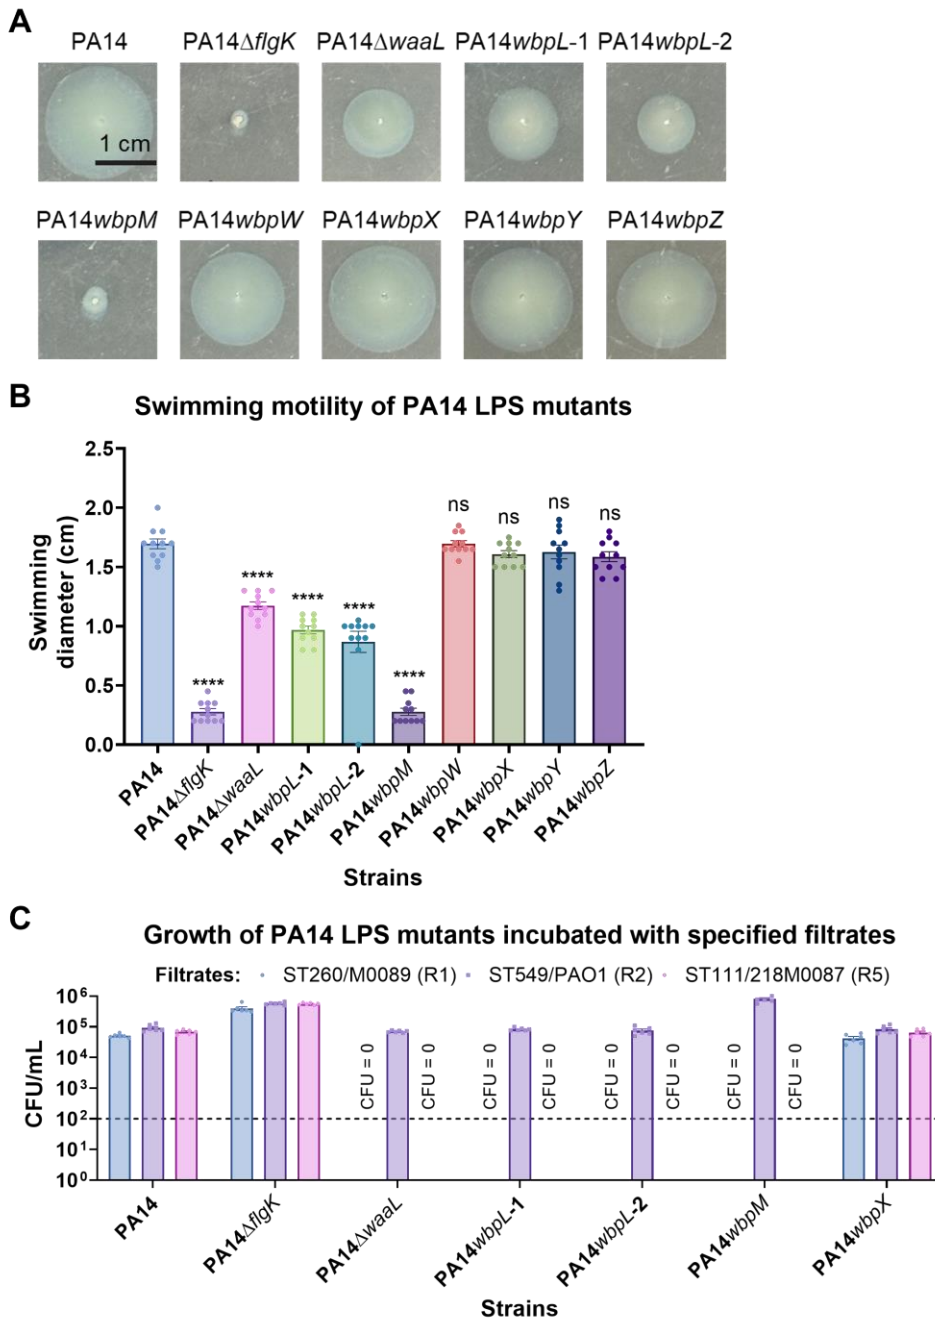 A
PA14 PA14ΔflgK PA14ΔwaaL PA14wbpL-1 PA14wbpL-2
1 cm
PA14wbpM PA14wbpW PA14wbpX PA14wbpY PA14wbpZ
B
Swimming motility of PA14 LPS mutants
Swimming
diameter (cm)
2.5
2.0
1.5
1.0
0.5
0.0
**** **** **** **** **** ns ns ns ns
PA14 PA14ΔflgK PA14ΔwaaL PA14wbpL-1 PA14wbpL-2 PA14wbpM PA14wbpW PA14wbpX PA14wbpY PA14wbpZ
Strains
C
Growth of PA14 LPS mutants incubated with specified filtrates
Filtrates: ST260/M0089 (R1) ST549/PAO1 (R2) ST111/218M0087 (R5)
CFU/mL
10⁶
10⁵
10⁴
10³
10²
10¹
10⁰
CFU = 0 CFU = 0 CFU = 0 CFU = 0 CFU = 0 CFU = 0 CFU = 0 CFU = 0
PA14 PA14ΔflgK PA14ΔwaaL PA14wbpL-1 PA14wbpL-2 PA14wbpM PA14wbpX
Strains